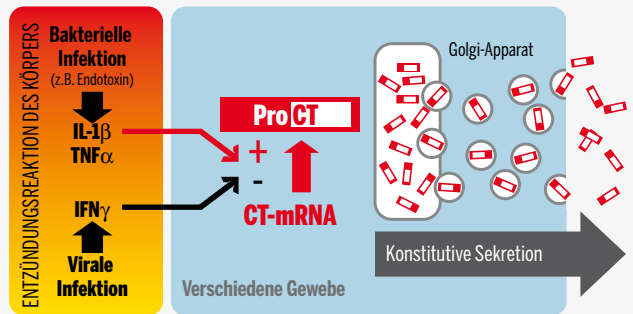 ENTZÜNDUNGSREAKTION DES KÖRPERS
Bakterielle
Infektion
(z.B. Endotoxin)
IL-1β
TNFα
IFNγ
Virale
Infektion
ProCT
+
-
CT-mRNA
Verschiedene Gewebe
Golgi-Apparat
Konstitutive Sekretion